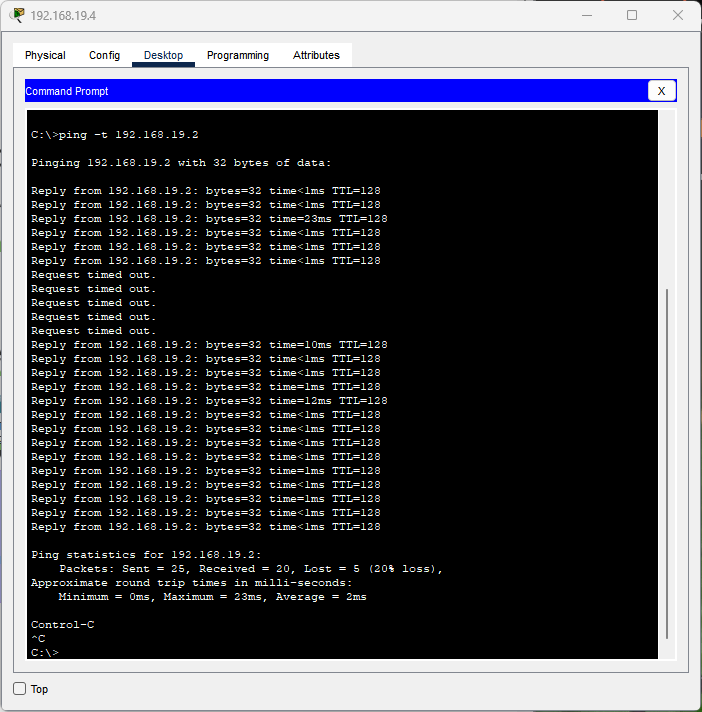 192.168.19.4
Physical Config Desktop Programming Attributes
Command Prompt X
C:\>ping -t 192.168.19.2
Pinging 192.168.19.2 with 32 bytes of data:
Reply from 192.168.19.2: bytes=32 time<1ms TTL=128
Reply from 192.168.19.2: bytes=32 time<1ms TTL=128
Reply from 192.168.19.2: bytes=32 time=23ms TTL=128
Reply from 192.168.19.2: bytes=32 time<1ms TTL=128
Reply from 192.168.19.2: bytes=32 time<1ms TTL=128
Reply from 192.168.19.2: bytes=32 time<1ms TTL=128
Request timed out.
Request timed out.
Request timed out.
Request timed out.
Request timed out.
Reply from 192.168.19.2: bytes=32 time=10ms TTL=128
Reply from 192.168.19.2: bytes=32 time<1ms TTL=128
Reply from 192.168.19.2: bytes=32 time<1ms TTL=128
Reply from 192.168.19.2: bytes=32 time=1ms TTL=128
Reply from 192.168.19.2: bytes=32 time=12ms TTL=128
Reply from 192.168.19.2: bytes=32 time<1ms TTL=128
Reply from 192.168.19.2: bytes=32 time<1ms TTL=128
Reply from 192.168.19.2: bytes=32 time<1ms TTL=128
Reply from 192.168.19.2: bytes=32 time<1ms TTL=128
Reply from 192.168.19.2: bytes=32 time=1ms TTL=128
Reply from 192.168.19.2: bytes=32 time<1ms TTL=128
Reply from 192.168.19.2: bytes=32 time=1ms TTL=128
Reply from 192.168.19.2: bytes=32 time<1ms TTL=128
Reply from 192.168.19.2: bytes=32 time<1ms TTL=128
Ping statistics for 192.168.19.2:
Packets: Sent = 25, Received = 20, Lost = 5 (20% loss),
Approximate round trip times in milli-seconds:
Minimum = 0ms, Maximum = 23ms, Average = 2ms
Control-C
^C
C:\>
Top